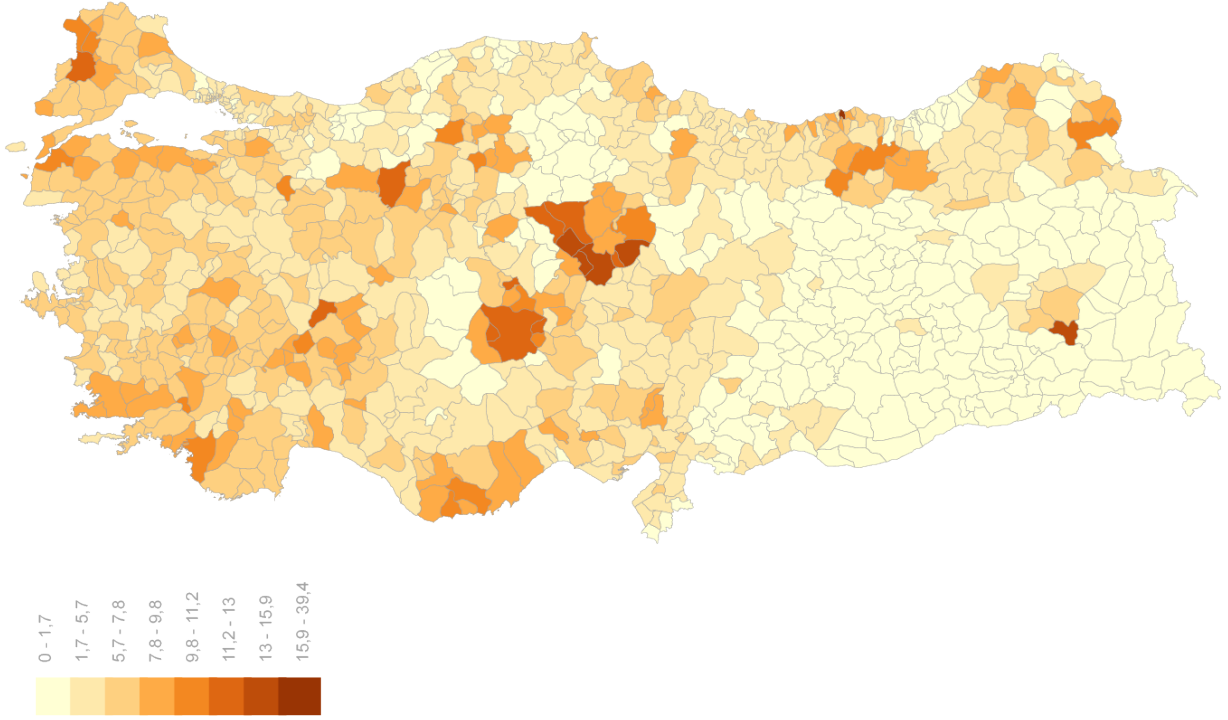 0 - 1,7
1,7 - 5,7
5,7 - 7,8
7,8 - 9,8
9,8 - 11,2
11,2 - 13
13 - 15,9
15,9 - 39,4